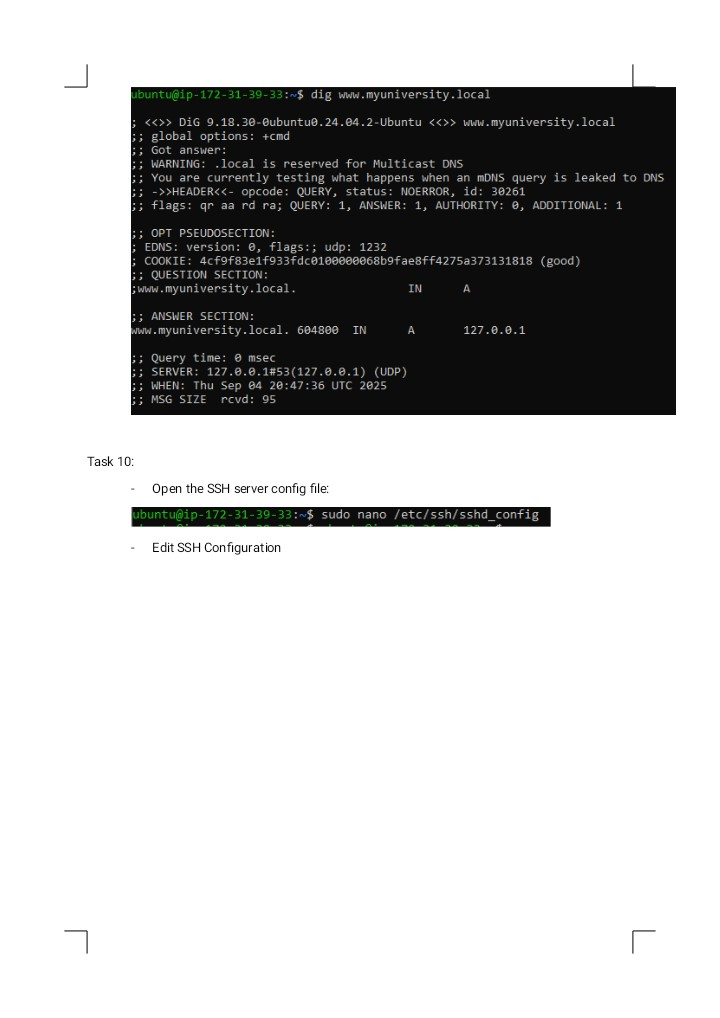 ubuntu@ip-172-31-39-33:~$ dig www.myuniversity.local
; <<>> DiG 9.18.30-0ubuntu0.24.04.2-Ubuntu <<>> www.myuniversity.local
;; global options: +cmd
;; Got answer:
;; WARNING: .local is reserved for Multicast DNS
;; You are currently testing what happens when an mDNS query is leaked to DNS
;; ->>HEADER<<- opcode: QUERY, status: NOERROR, id: 30261
;; flags: qr aa rd ra; QUERY: 1, ANSWER: 1, AUTHORITY: 0, ADDITIONAL: 1
;; OPT PSEUDOSECTION:
; EDNS: version: 0, flags:; udp: 1232
; COOKIE: 4cf9f83e1f933fdc0100000068b9fae8ff4275a373131818 (good)
;; QUESTION SECTION:
;www.myuniversity.local. IN A
;; ANSWER SECTION:
www.myuniversity.local. 604800 IN A 127.0.0.1
;; Query time: 0 msec
;; SERVER: 127.0.0.1#53(127.0.0.1) (UDP)
;; WHEN: Thu Sep 04 20:47:36 UTC 2025
;; MSG SIZE rcvd: 95
Task 10:
- Open the SSH server config file:
ubuntu@ip-172-31-39-33:~$ sudo nano /etc/ssh/sshd_config
- Edit SSH Configuration